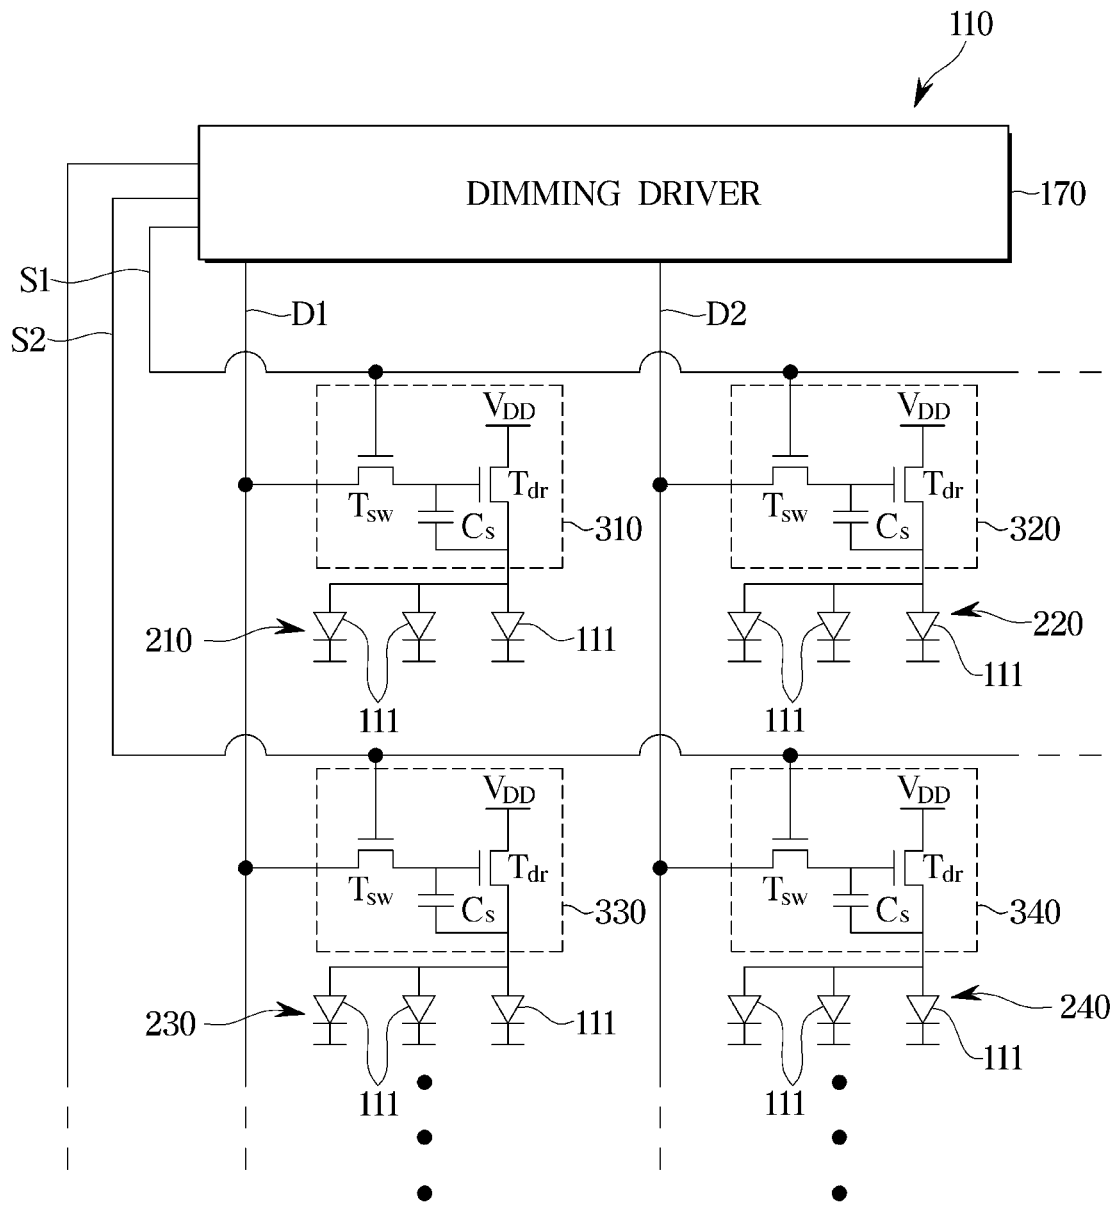 110
DIMMING DRIVER
170
S1
D1
D2
S2
VDD
VDD
Tdr
Tdr
Tsw
Cs
310
Tsw
Cs
320
210
111
220
111
111
111
VDD
VDD
Tdr
Tdr
Tsw
Cs
330
Tsw
Cs
340
230
111
240
111
111
111